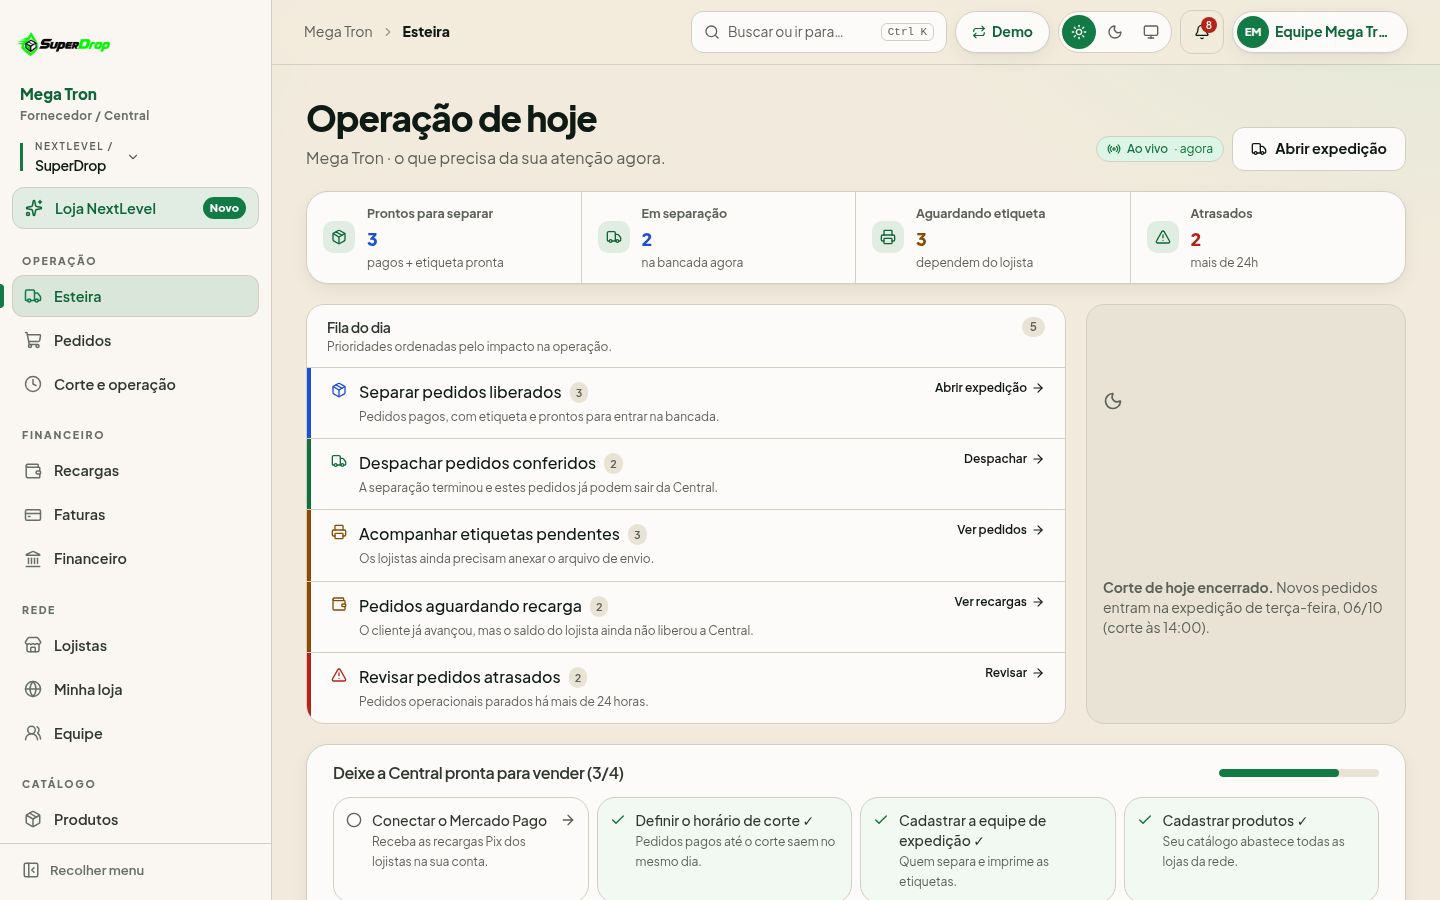 SuperDrop
Mega Tron
Fornecedor / Central
NEXTLEVEL /
SuperDrop
Loja NextLevel
Novo
OPERAÇÃO
Esteira
Pedidos
Corte e operação
FINANCEIRO
Recargas
Faturas
Financeiro
REDE
Lojistas
Minha loja
Equipe
CATÁLOGO
Produtos
Recolher menu
Mega Tron > Esteira
Buscar ou ir para...
Ctrl K
Demo
8
EM
Equipe Mega Tr...
Operação de hoje
Mega Tron · o que precisa da sua atenção agora.
Ao vivo · agora
Abrir expedição
Prontos para separar
3
pagos + etiqueta pronta
Em separação
2
na bancada agora
Aguardando etiqueta
3
dependem do lojista
Atrasados
2
mais de 24h
Fila do dia
5
Prioridades ordenadas pelo impacto na operação.
Separar pedidos liberados 3
Abrir expedição →
Pedidos pagos, com etiqueta e prontos para entrar na bancada.
Despachar pedidos conferidos 2
Despachar →
A separação terminou e estes pedidos já podem sair da Central.
Acompanhar etiquetas pendentes 3
Ver pedidos →
Os lojistas ainda precisam anexar o arquivo de envio.
Pedidos aguardando recarga 2
Ver recargas →
O cliente já avançou, mas o saldo do lojista ainda não liberou a Central.
Revisar pedidos atrasados 2
Revisar →
Pedidos operacionais parados há mais de 24 horas.
Corte de hoje encerrado. Novos pedidos
entram na expedição de terça-feira, 06/10
(corte às 14:00).
Deixe a Central pronta para vender (3/4)
Conectar o Mercado Pago →
Receba as recargas Pix dos
lojistas na sua conta.
Definir o horário de corte ✓
Pedidos pagos até o corte saem no
mesmo dia.
Cadastrar a equipe de
expedição ✓
Quem separa e imprime as
etiquetas.
Cadastrar produtos ✓
Seu catálogo abastece todas as
lojas da rede.